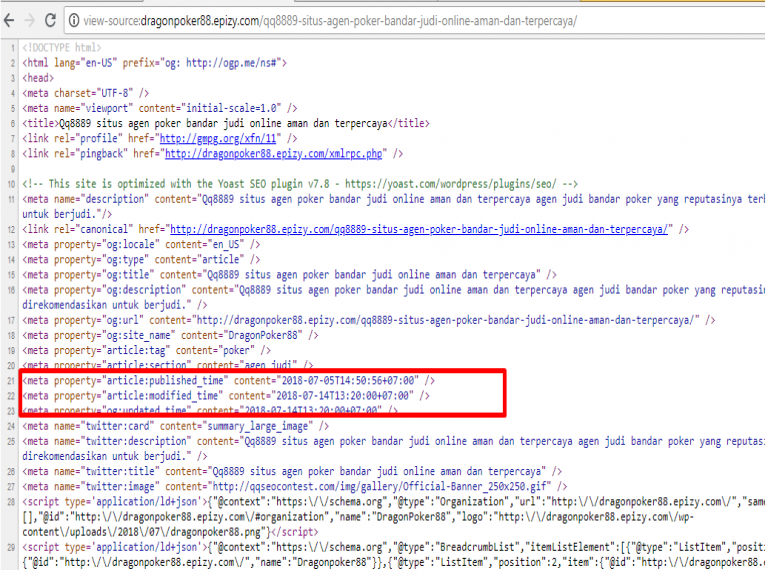 view-source:dragonpoker88.epizy.com/qq8889-situs-agen-poker-bandar-judi-online-aman-dan-terpercaya/
1 <!DOCTYPE html>
2 <html lang="en-US" prefix="og: http://ogp.me/ns#">
3 <head>
4 <meta charset="UTF-8" />
5 <meta name="viewport" content="initial-scale=1.0" />
6 <title>Qq8889 situs agen poker bandar judi online aman dan terpercaya</title>
7 <link rel="profile" href="http://gmpg.org/xfn/11" />
8 <link rel="pingback" href="http://dragonpoker88.epizy.com/xmlrpc.php" />
9
10 <!-- This site is optimized with the Yoast SEO plugin v7.8 - https://yoast.com/wordpress/plugins/seo/ -->
11 <meta name="description" content="Qq8889 situs agen poker bandar judi online aman dan terpercaya agen judi bandar poker yang reputasinya ter
untuk berjudi."/>
12 <link rel="canonical" href="http://dragonpoker88.epizy.com/qq8889-situs-agen-poker-bandar-judi-online-aman-dan-terpercaya/" />
13 <meta property="og:locale" content="en_US" />
14 <meta property="og:type" content="article" />
15 <meta property="og:title" content="Qq8889 situs agen poker bandar judi online aman dan terpercaya" />
16 <meta property="og:description" content="Qq8889 situs agen poker bandar judi online aman dan terpercaya agen judi bandar poker yang reputasi
direkomendasikan untuk berjudi." />
17 <meta property="og:url" content="http://dragonpoker88.epizy.com/qq8889-situs-agen-poker-bandar-judi-online-aman-dan-terpercaya/" />
18 <meta property="og:site_name" content="DragonPoker88" />
19 <meta property="article:tag" content="poker" />
20 <meta property="article:section" content="agen judi" />
21 <meta property="article:published_time" content="2018-07-05T14:50:56+07:00" />
22 <meta property="article:modified_time" content="2018-07-14T13:20:00+07:00" />
23 <meta property="og:updated_time" content="2018-07-14T13:20:00+07:00" />
24 <meta name="twitter:card" content="summary_large_image" />
25 <meta name="twitter:description" content="Qq8889 situs agen poker bandar judi online aman dan terpercaya agen judi bandar poker yang reputas
direkomendasikan untuk berjudi." />
26 <meta name="twitter:title" content="Qq8889 situs agen poker bandar judi online aman dan terpercaya" />
27 <meta name="twitter:image" content="http://qqseocontest.com/img/gallery/Official-Banner_250x250.gif" />
28 <script type='application/ld+json'>{"@context":"https:\/\/schema.org","@type":"Organization","url":"http:\/\/dragonpoker88.epizy.com\/","same
[],"@id":"http:\/\/dragonpoker88.epizy.com\/#organization","name":"DragonPoker88","logo":"http:\/\/dragonpoker88.epizy.com\/wp-
content\/uploads\/2018\/07\/dragonpoker88.png"}</script>
29 <script type='application/ld+json'>{"@context":"https:\/\/schema.org","@type":"BreadcrumbList","itemListElement":[{"@type":"ListItem","posit
{"@id":"http:\/\/dragonpoker88.epizy.com\/","name":"DragonPoker88"}},{"@type":"ListItem","position":2,"item":{"@id":"http:\/\/dragonpoker88.e